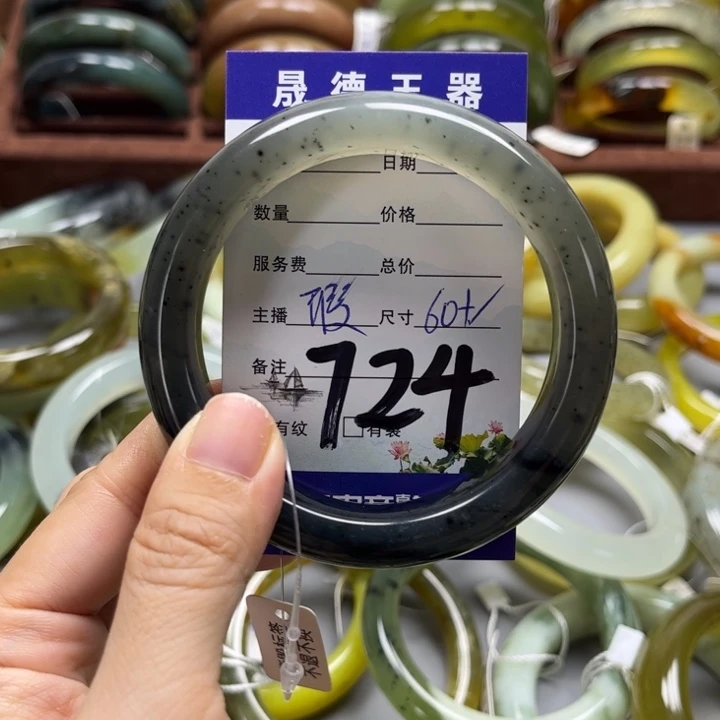 晟德玉器
日期
数量 价格
服务费 总价
主播 瑕 尺寸 60+
备注
724
有纹 □有裂